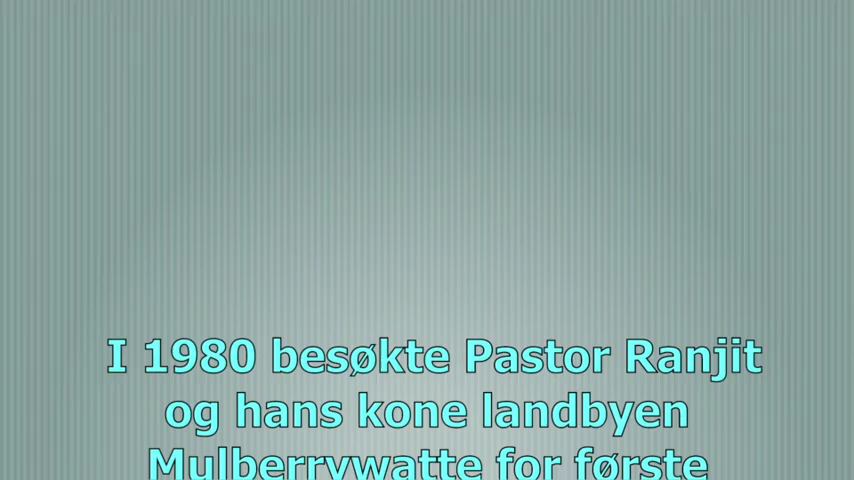 I 1980 besøkte Pastor Ranjit
og hans kone landbyen
Mulberrywatte for første